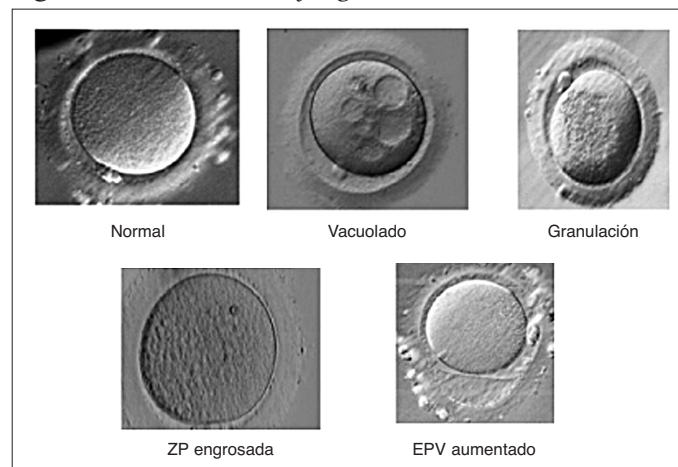 Normal
Vacuolado
Granulación
ZP engrosada
EPV aumentado